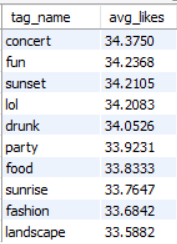 tag_name avg_likes
concert 34.3750
fun 34.2368
sunset 34.2105
lol 34.2083
drunk 34.0526
party 33.9231
food 33.8333
sunrise 33.7647
fashion 33.6842
landscape 33.5882